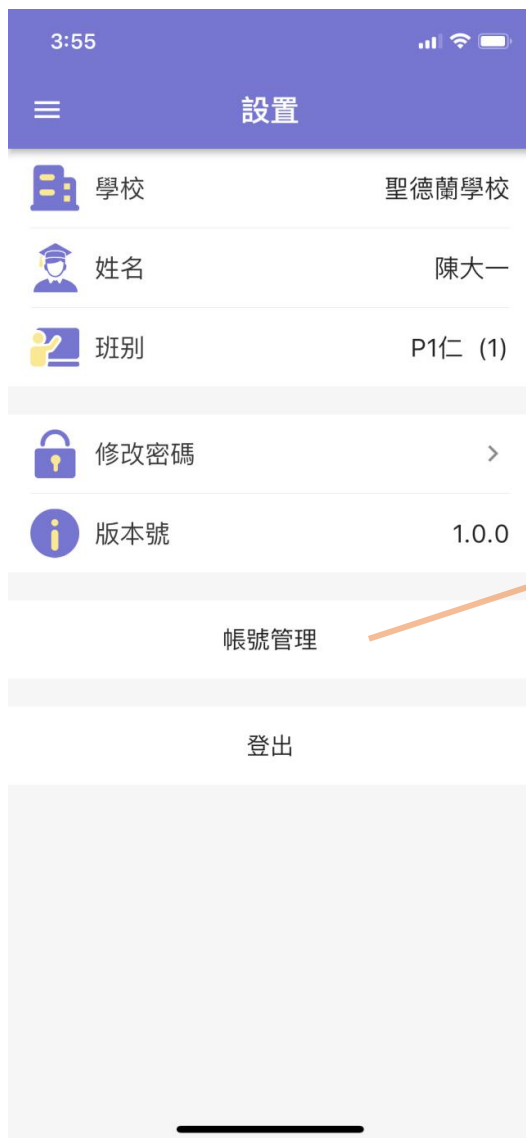 3:55
設置
學校 聖德蘭學校
姓名 陳大一
班別 P1仁 (1)
修改密碼
版本號 1.0.0
帳號管理
登出